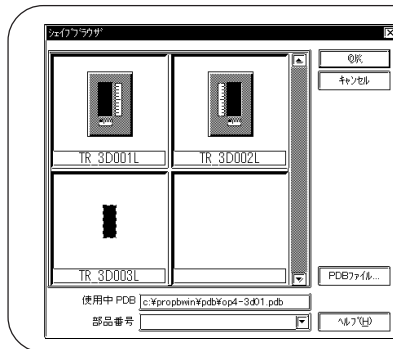 ｼｪｲﾌﾟﾌﾞﾗｳｻﾞ
OK
ｷｬﾝｾﾙ
TR_3D001L
TR_3D002L
TR_3D003L
PDBﾌｧｲﾙ...
使用中 PDB
c:¥propbwin¥pdb¥op4-3d01.pdb
部品番号
ﾍﾙﾌﾟ(H)